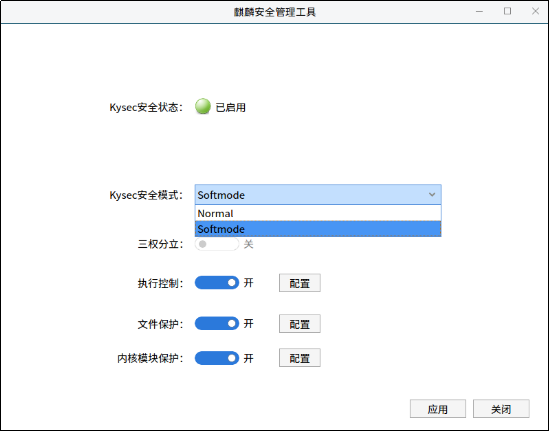 麒麟安全管理工具
Kysec安全状态： 已启用
Kysec安全模式： Softmode
Normal
Softmode
三权分立： 关
执行控制： 开 配置
文件保护： 开 配置
内核模块保护： 开 配置
应用 关闭